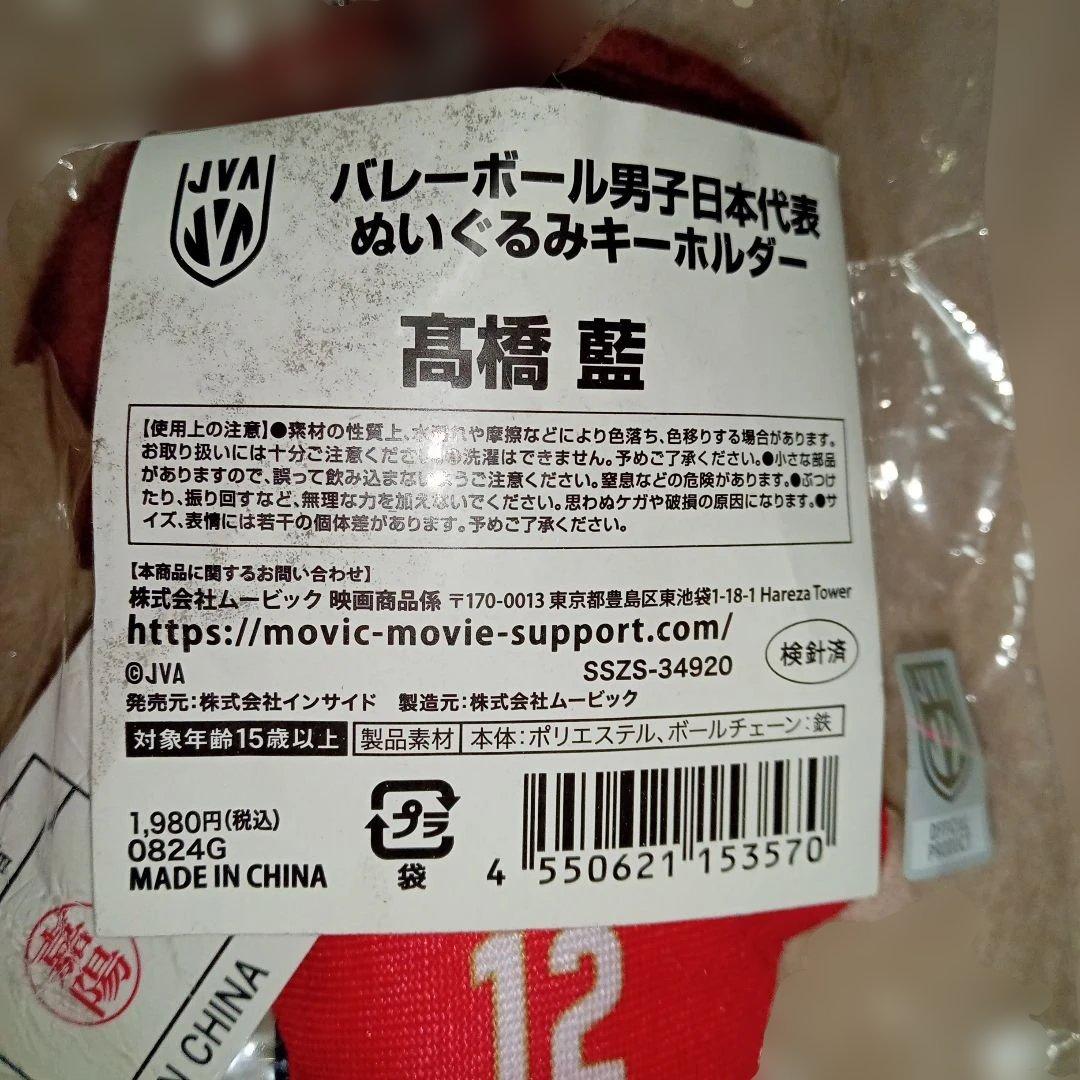 JVA
バレーボール男子日本代表
ぬいぐるみキーホルダー
髙橋 藍
【使用上の注意】●素材の性質上、水濡れや摩擦などにより色落ち、色移りする場合があります。
お取り扱いには十分ご注意ください。●洗濯はできません。予めご了承ください。●小さな部品
がありますので、誤って飲み込まないようご注意ください。窒息などの危険があります。●ぶつけ
たり、振り回すなど、無理な力を加えないでください。思わぬケガや破損の原因になります。●サ
イズ、表情には若干の個体差があります。予めご了承ください。
【本商品に関するお問い合わせ】
株式会社ムービック 映画商品係 〒170-0013 東京都豊島区東池袋1-18-1 Hareza Tower
https://movic-movie-support.com/
©JVA
SSZS-34920
検針済
発売元：株式会社インサイド 製造元：株式会社ムービック
対象年齢15歳以上 製品素材 本体：ポリエステル、ボールチェーン：鉄
1,980円（税込）
0824G
MADE IN CHINA
プラ
袋
4 550621 153570
OFFICIAL
PRODUCT
N CHINA
12